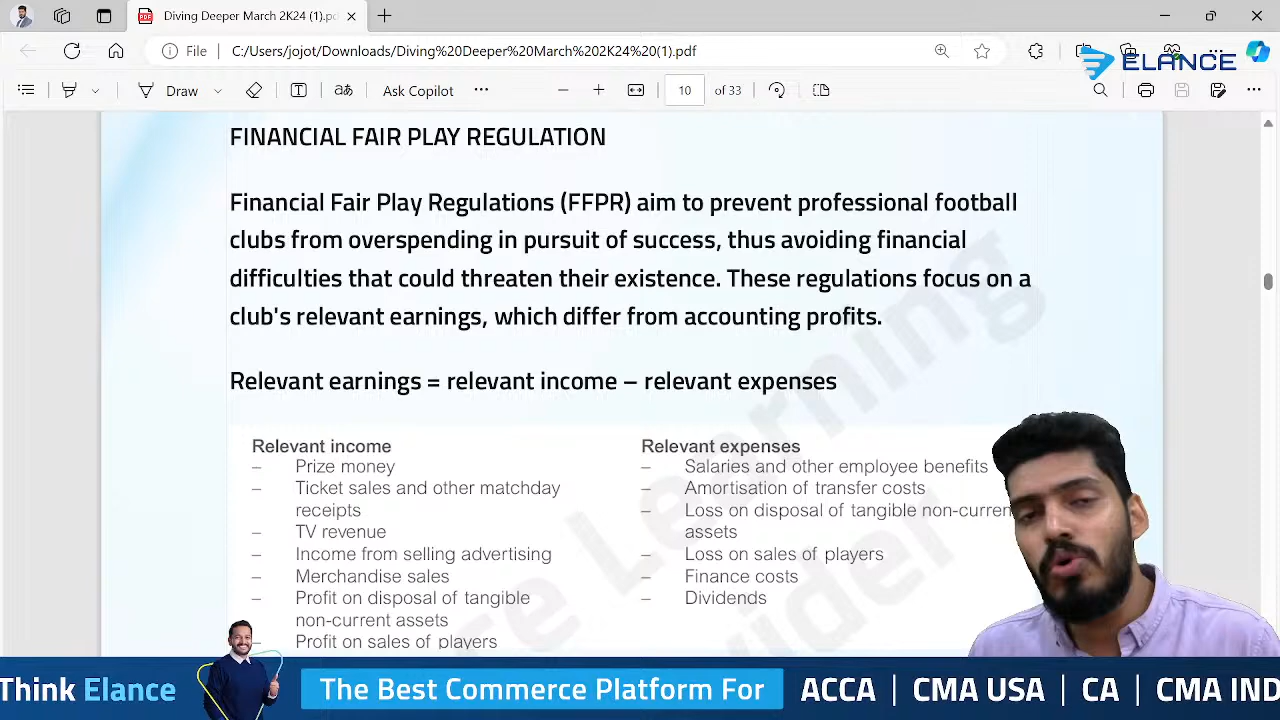 Diving Deeper March 2K24 (1).pd
File
C:/Users/jojot/Downloads/Diving%20Deeper%20March%202K24%20(1).pdf
ELANCE
Draw
aあ
Ask Copilot
10
of 33
FINANCIAL FAIR PLAY REGULATION
Financial Fair Play Regulations (FFPR) aim to prevent professional football
clubs from overspending in pursuit of success, thus avoiding financial
difficulties that could threaten their existence. These regulations focus on a
club's relevant earnings, which differ from accounting profits.
Relevant earnings = relevant income – relevant expenses
Relevant income
– Prize money
– Ticket sales and other matchday
receipts
– TV revenue
– Income from selling advertising
– Merchandise sales
– Profit on disposal of tangible
non-current assets
– Profit on sales of players
Relevant expenses
– Salaries and other employee benefits
– Amortisation of transfer costs
– Loss on disposal of tangible non-curren
assets
– Loss on sales of players
– Finance costs
– Dividends
Learning
Think Elance
The Best Commerce Platform For
ACCA | CMA USA | CA | CMA IND